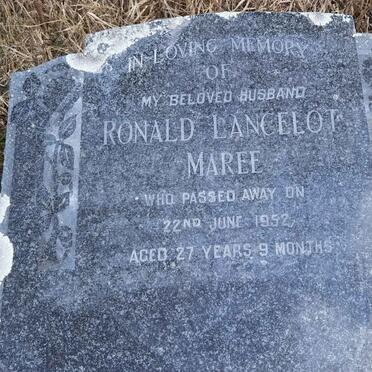 IN LOVING MEMORY
OF
MY BELOVED HUSBAND
RONALD LANCELOT
MAREE
WHO PASSED AWAY ON
22ND JUNE 1952,
AGED 27 YEARS 9 MONTHS